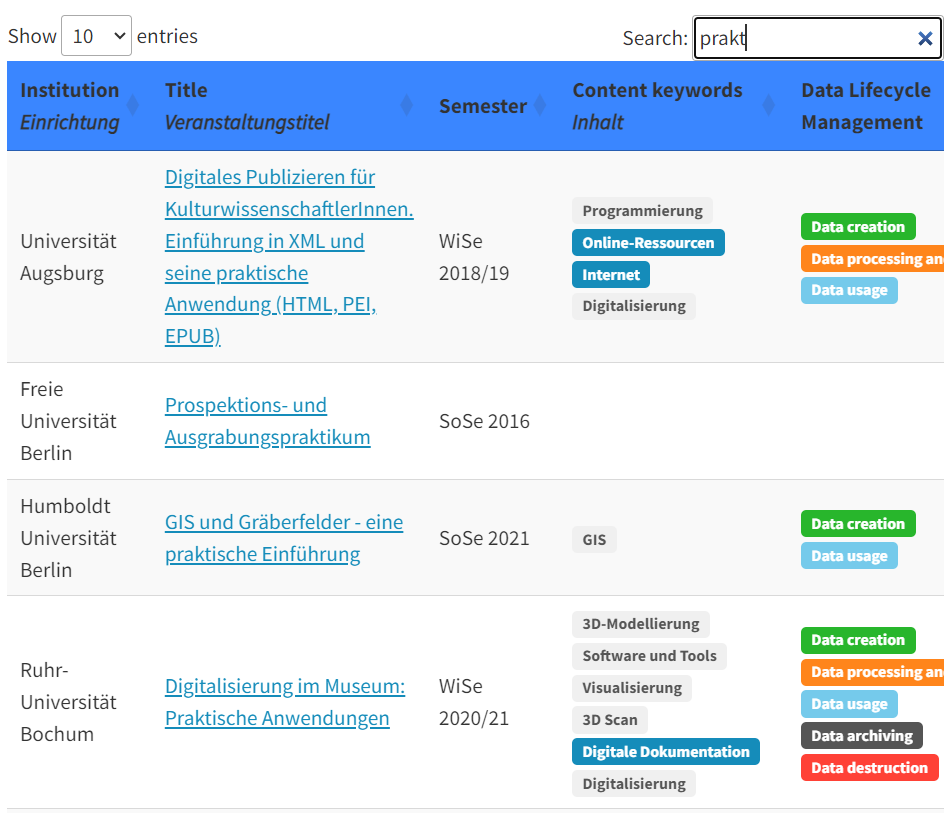 Show 10 entries
Search: prakt
Institution
Einrichtung
Title
Veranstaltungstitel
Semester
Content keywords
Inhalt
Data Lifecycle
Management
Universität
Augsburg
Digitales Publizieren für
KulturwissenschaftlerInnen.
Einführung in XML und
seine praktische
Anwendung (HTML, PEI,
EPUB)
WiSe
2018/19
Programmierung
Online-Ressourcen
Internet
Digitalisierung
Data creation
Data processing an
Data usage
Freie
Universität
Berlin
Prospektions- und
Ausgrabungspraktikum
SoSe 2016
Humboldt
Universität
Berlin
GIS und Gräberfelder - eine
praktische Einführung
SoSe 2021
GIS
Data creation
Data usage
Ruhr-
Universität
Bochum
Digitalisierung im Museum:
Praktische Anwendungen
WiSe
2020/21
3D-Modellierung
Software und Tools
Visualisierung
3D Scan
Digitale Dokumentation
Digitalisierung
Data creation
Data processing an
Data usage
Data archiving
Data destruction